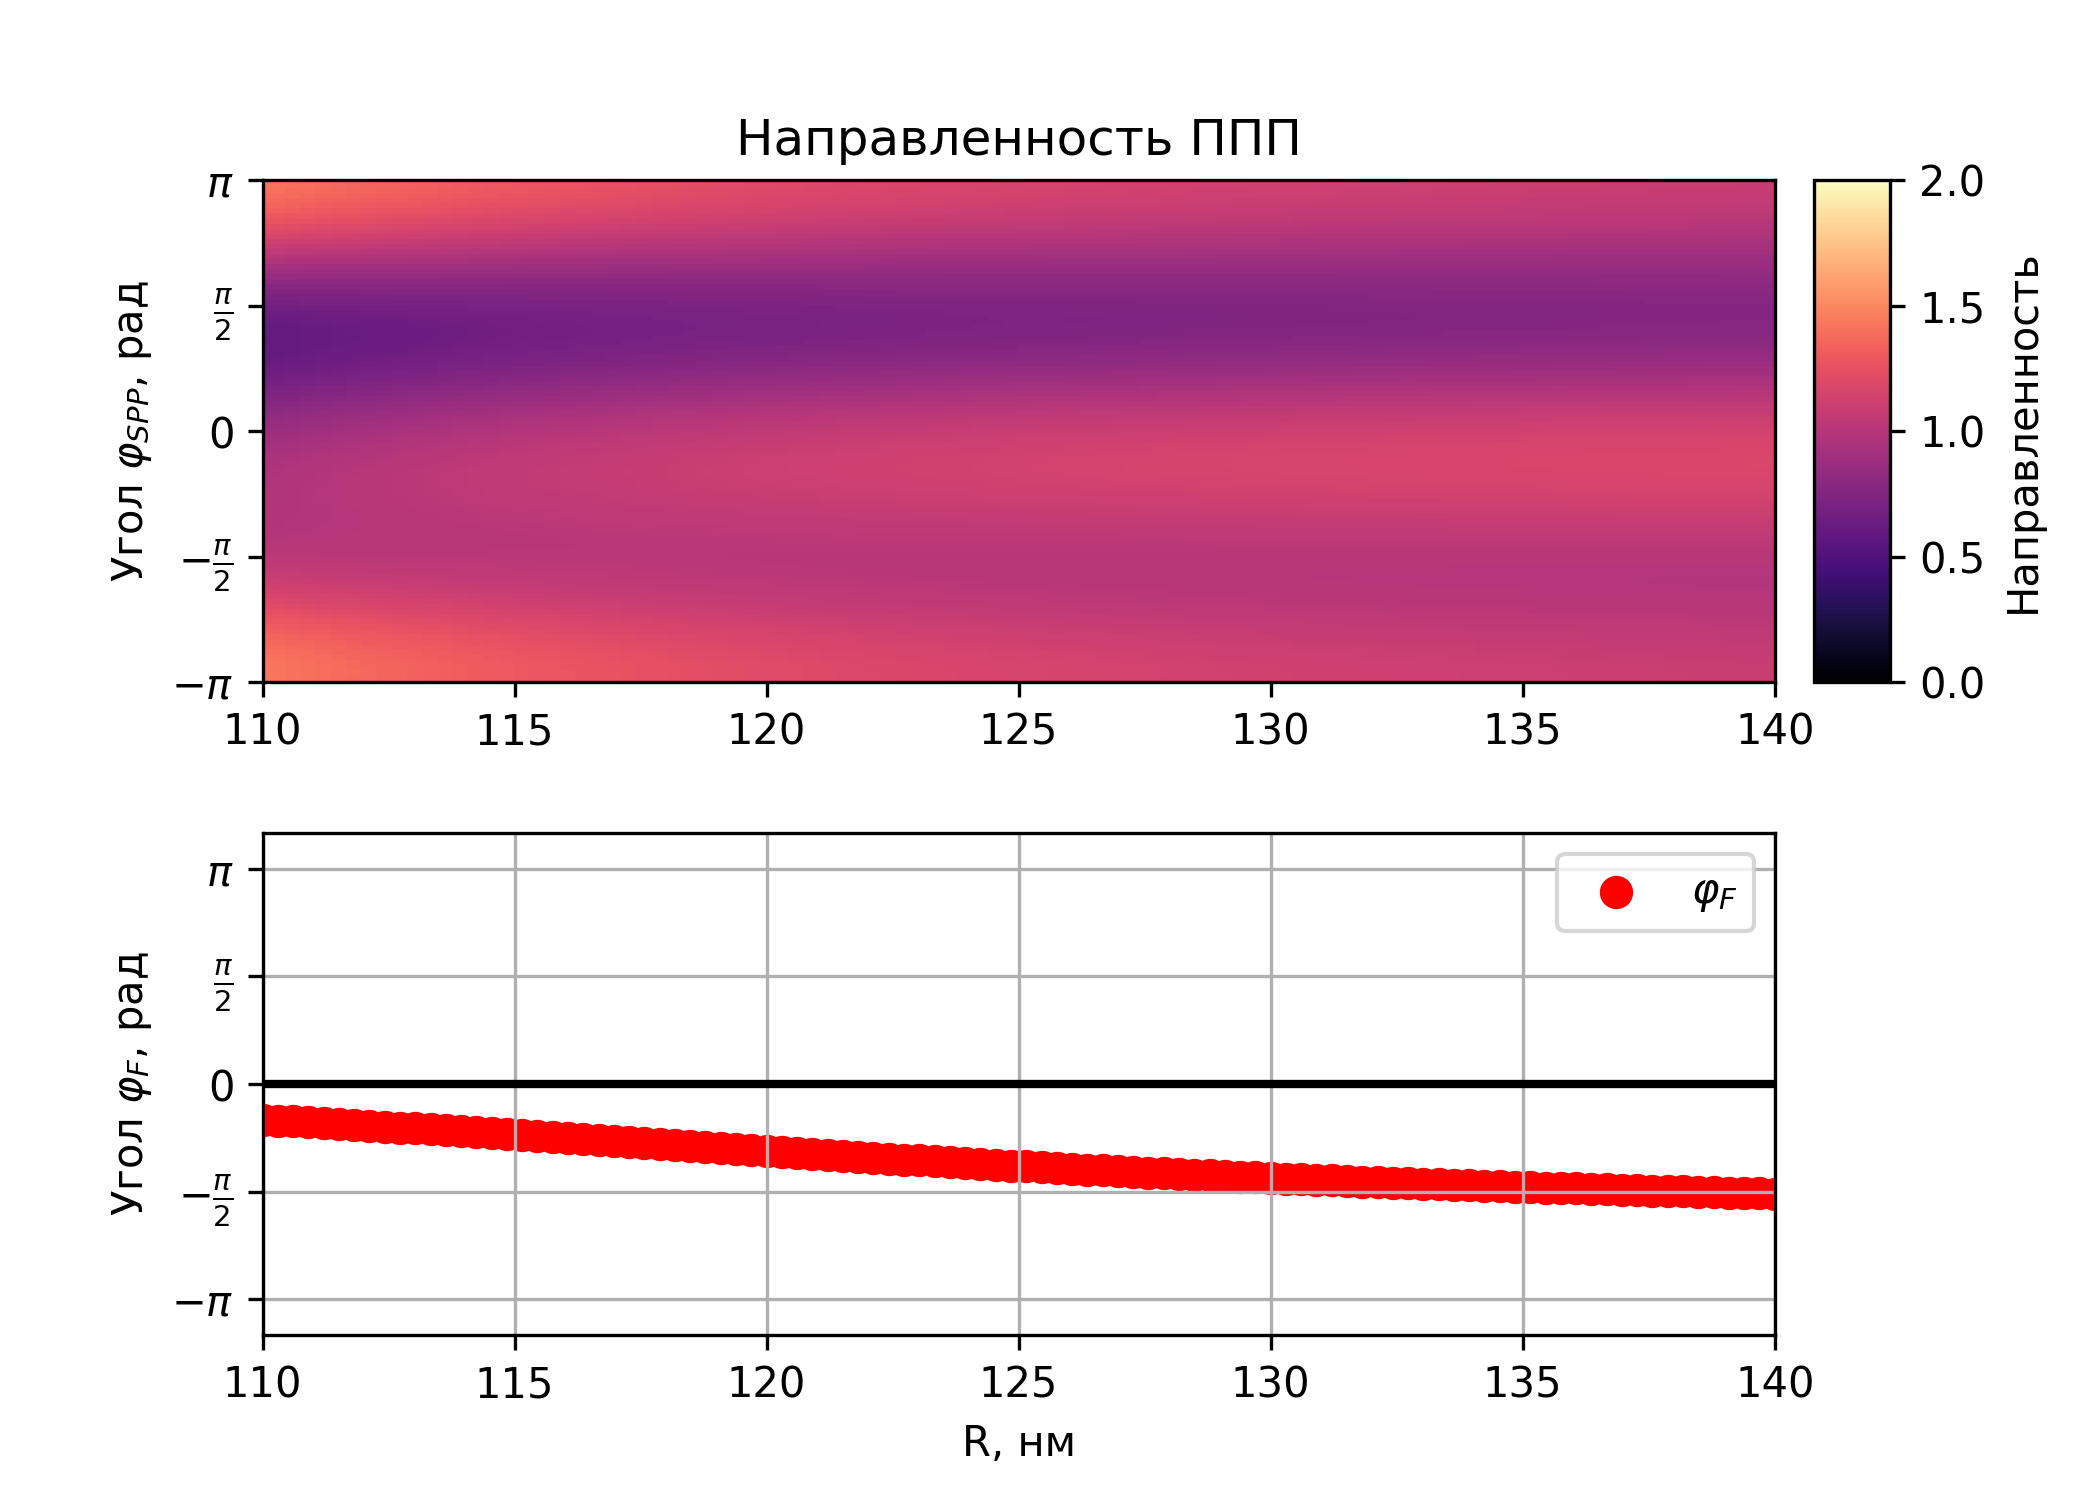 Направленность ППП
π
π/2
0
−π/2
−π
Угол φ_SPP, рад
110 115 120 125 130 135 140
2.0
1.5
1.0
0.5
0.0
Направленность
π
π/2
0
−π/2
−π
Угол φ_F, рад
φ_F
110 115 120 125 130 135 140
R, нм